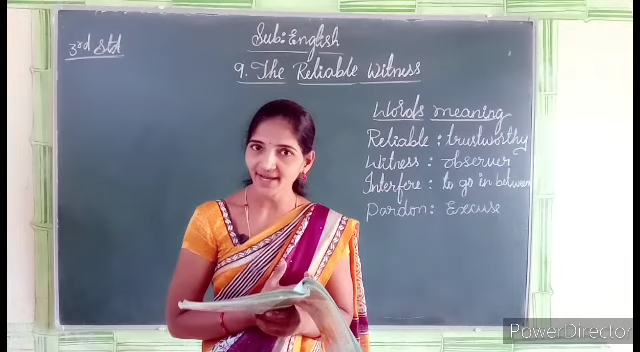 3rd Std
Sub: English
9. The Reliable Witness
Words meaning
Reliable : trustworthy
Witness : observer
Interfere : to go in between
Pardon : Excuse
PowerDirector